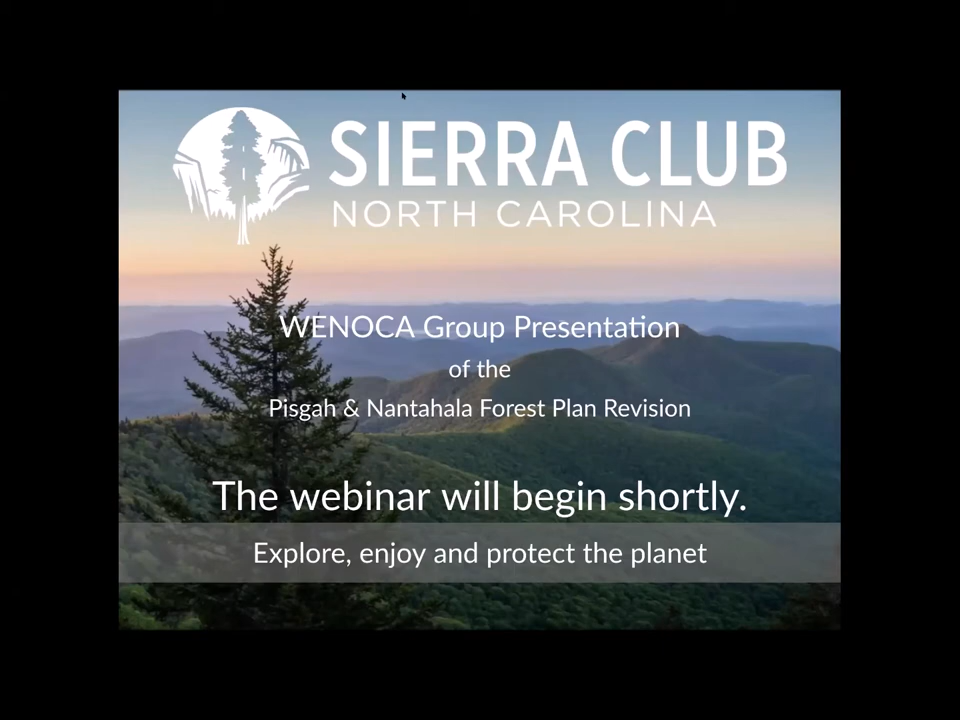 SIERRA CLUB
NORTH CAROLINA
WENOCA Group Presentation
of the
Pisgah & Nantahala Forest Plan Revision
The webinar will begin shortly.
Explore, enjoy and protect the planet